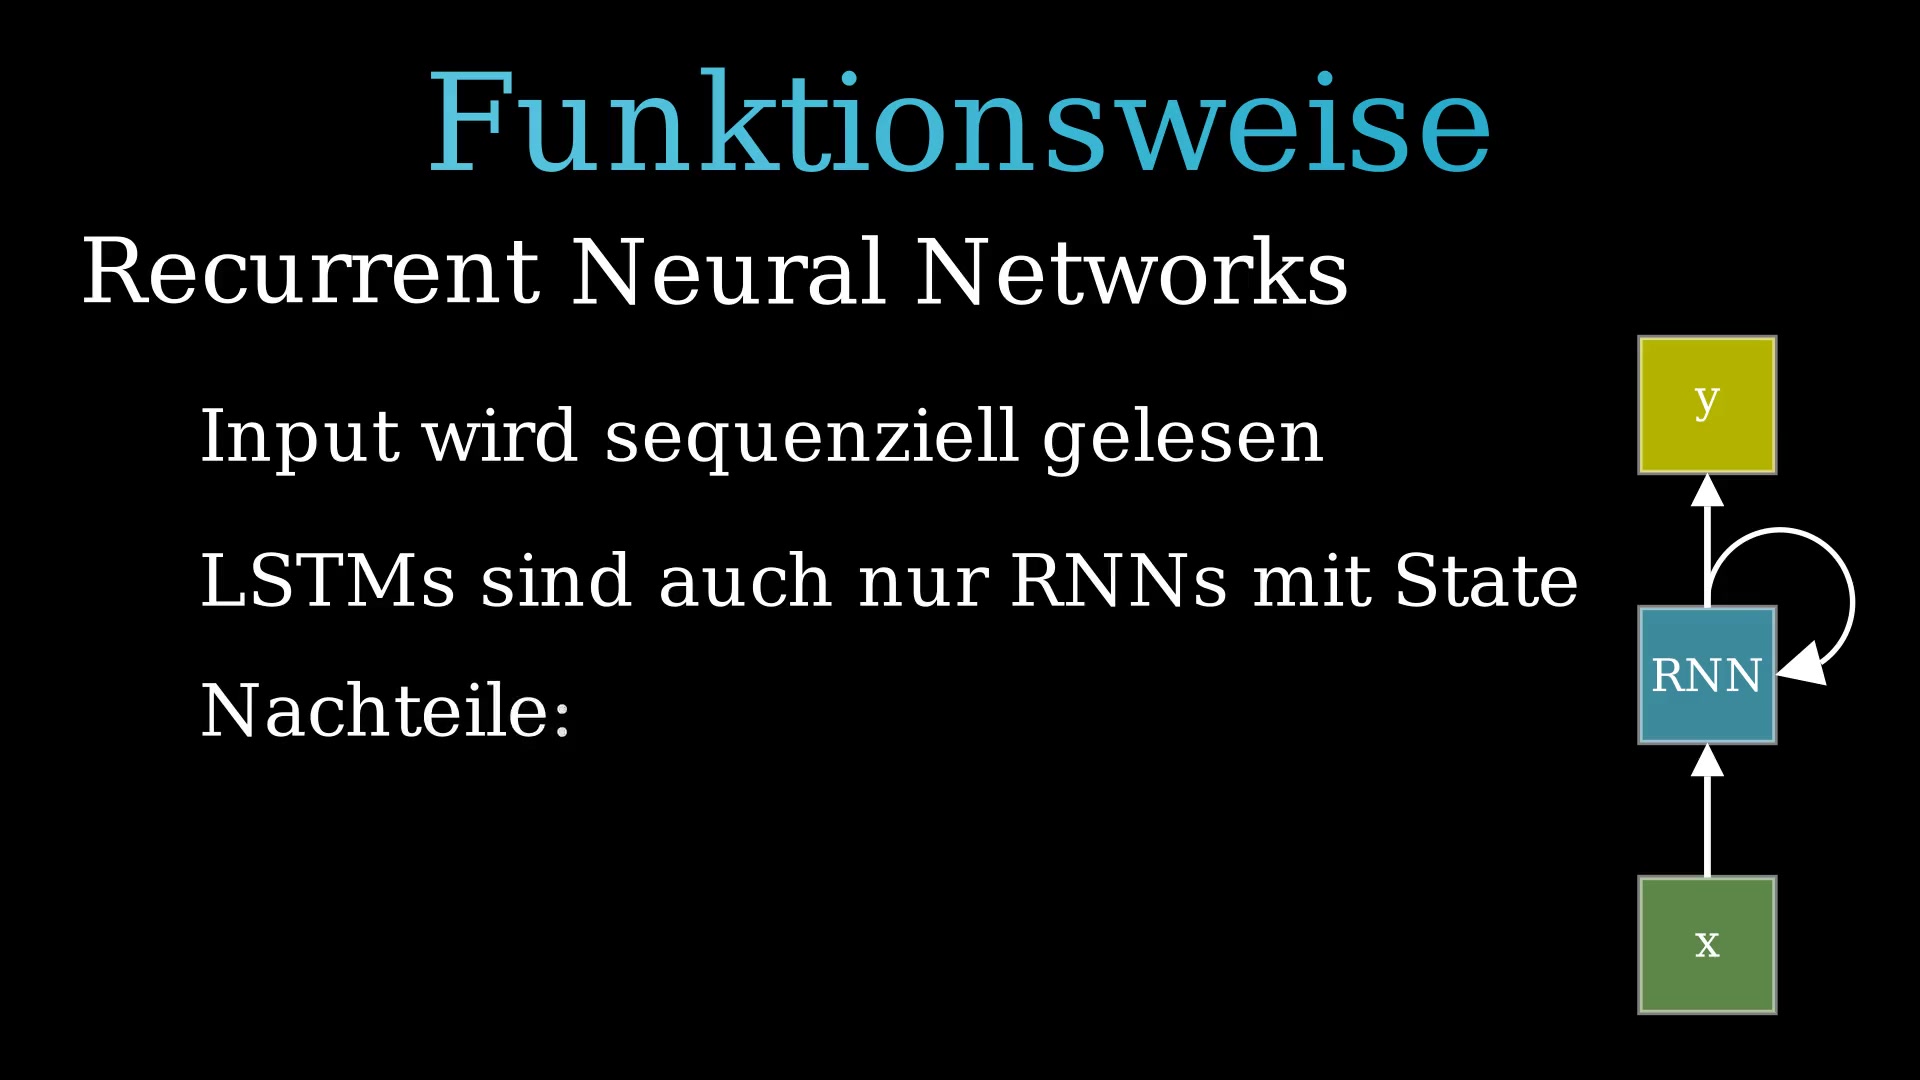 Funktionsweise
Recurrent Neural Networks
Input wird sequenziell gelesen
LSTMs sind auch nur RNNs mit State
Nachteile:
y
RNN
x